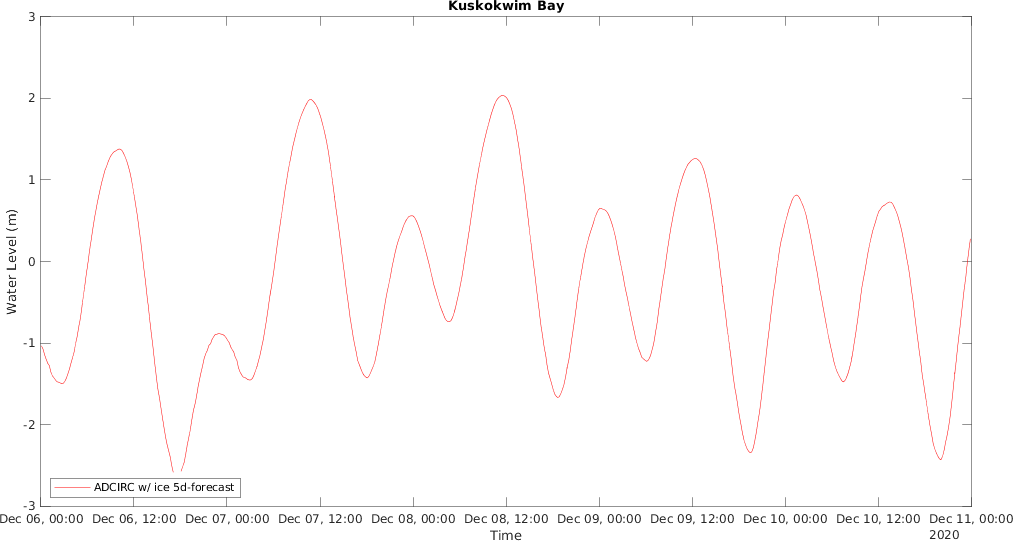 Kuskokwim Bay
3
2
1
0
-1
-2
-3
Water Level (m)
ADCIRC w/ ice 5d-forecast
Dec 06, 00:00 Dec 06, 12:00 Dec 07, 00:00 Dec 07, 12:00 Dec 08, 00:00 Dec 08, 12:00 Dec 09, 00:00 Dec 09, 12:00 Dec 10, 00:00 Dec 10, 12:00 Dec 11, 00:00
Time
2020